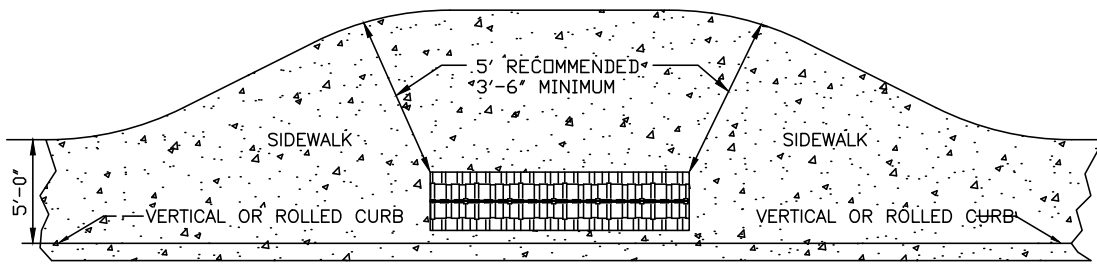 5' RECOMMENDED
3'-6" MINIMUM
SIDEWALK
SIDEWALK
5'-0"
VERTICAL OR ROLLED CURB
VERTICAL OR ROLLED CURB